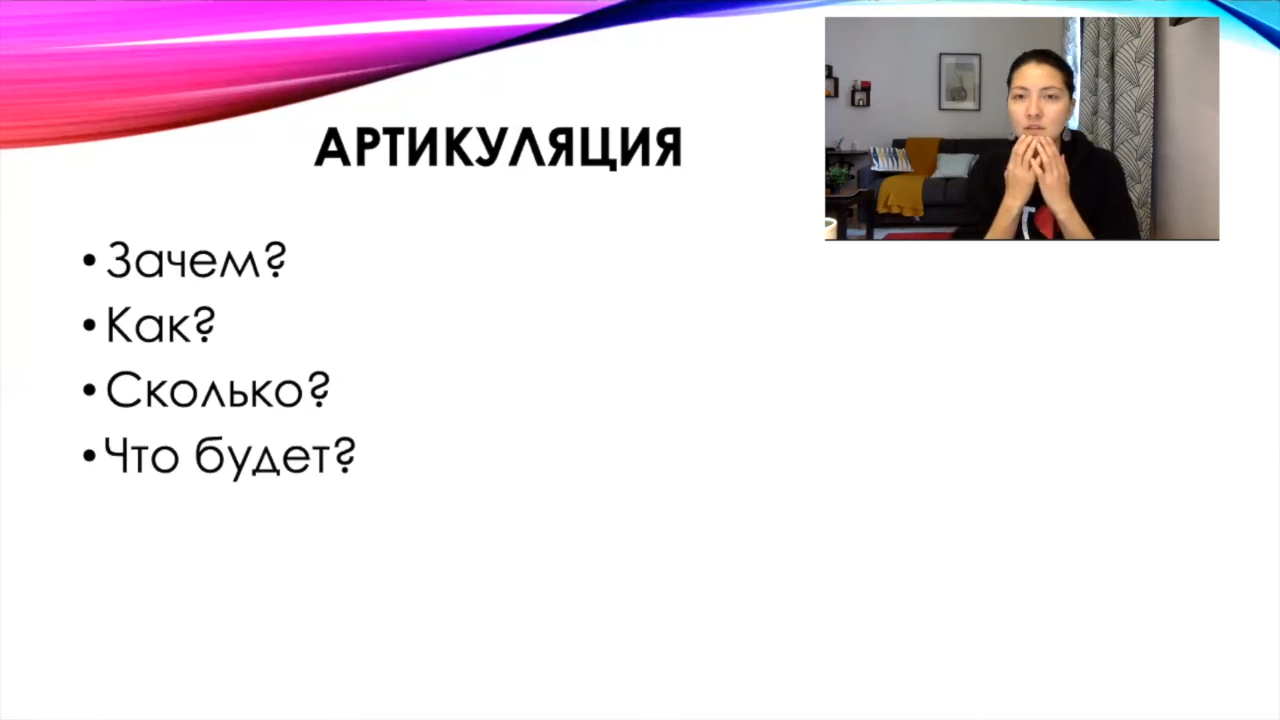 АРТИКУЛЯЦИЯ
• Зачем?
• Как?
• Сколько?
• Что будет?